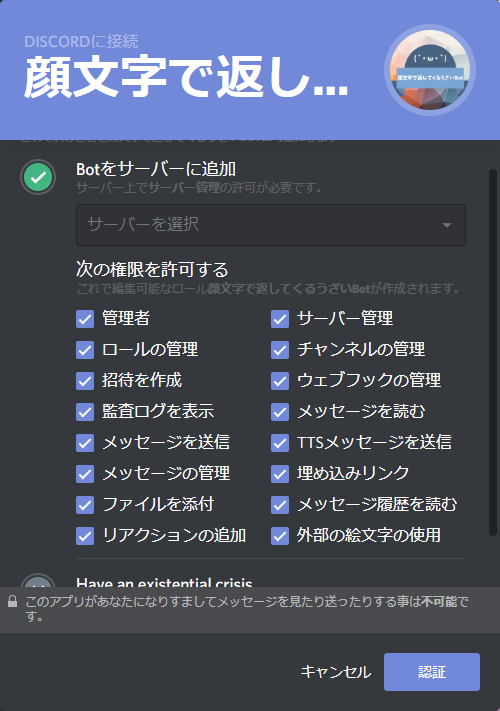 DISCORDに接続
顔文字で返し...
(´・ω・`)
顔文字で返してくるうざいBot
Botをサーバーに追加
サーバー上でサーバー管理の許可が必要です。
サーバーを選択
次の権限を許可する
これで編集可能なロール顔文字で返してくるうざいBotが作成されます。
管理者
サーバー管理
ロールの管理
チャンネルの管理
招待を作成
ウェブフックの管理
監査ログを表示
メッセージを読む
メッセージを送信
TTSメッセージを送信
メッセージの管理
埋め込みリンク
ファイルを添付
メッセージ履歴を読む
リアクションの追加
外部の絵文字の使用
Have an existential crisis
このアプリがあなたになりすましてメッセージを見たり送ったりする事は不可能で
す。
キャンセル
認証